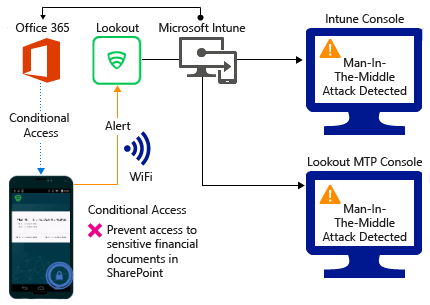 Office 365
Lookout
Microsoft Intune
Intune Console
Man-In-
The-Middle
Attack Detected
Conditional
Access
Alert
WiFi
Lookout MTP Console
Man-In-
The-Middle
Attack Detected
Conditional Access
Prevent access to
sensitive financial
documents in
SharePoint